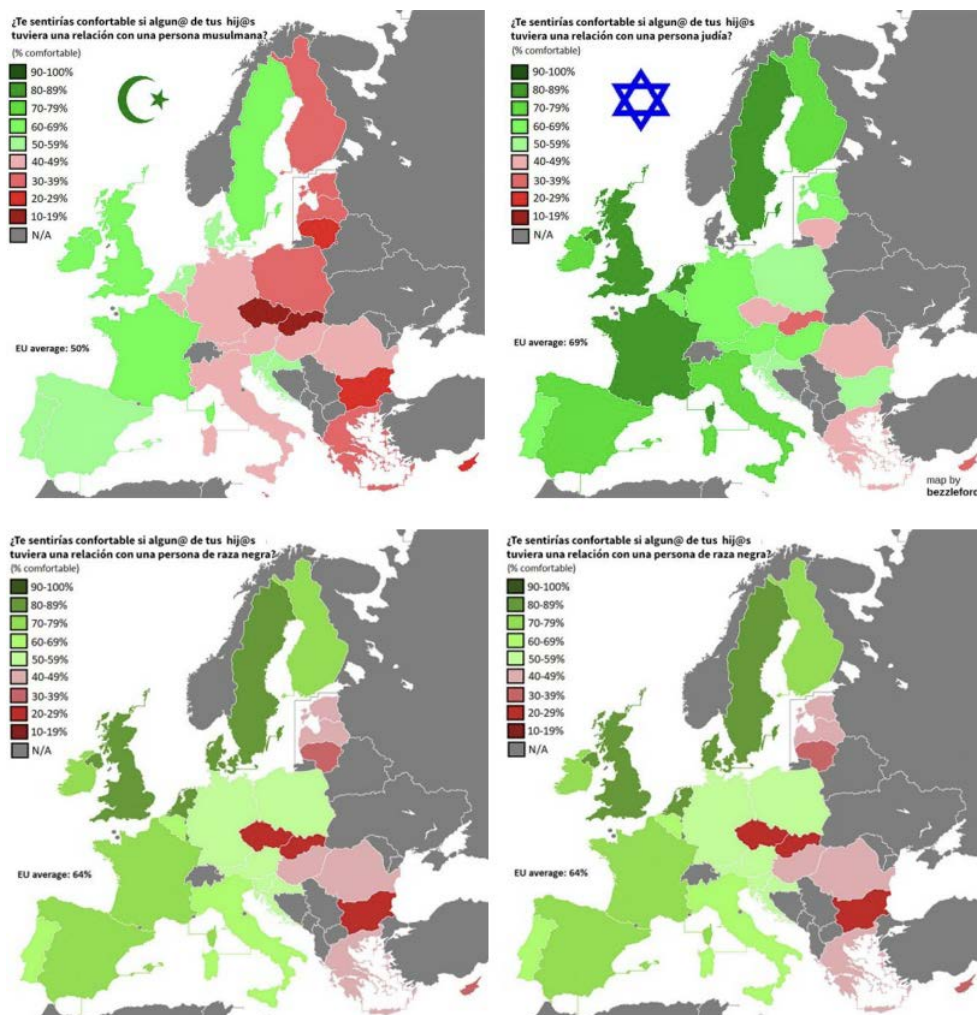 ¿Te sentirías confortable si algun@ de tus hij@s
tuviera una relación con una persona musulmana?
(% comfortable)
90-100%
80-89%
70-79%
60-69%
50-59%
40-49%
30-39%
20-29%
10-19%
N/A
EU average: 50%
¿Te sentirías confortable si algun@ de tus hij@s
tuviera una relación con una persona judía?
(% comfortable)
90-100%
80-89%
70-79%
60-69%
50-59%
40-49%
30-39%
20-29%
10-19%
N/A
EU average: 69%
map by
bezzleford
¿Te sentirías confortable si algun@ de tus hij@s
tuviera una relación con una persona de raza negra?
(% comfortable)
90-100%
80-89%
70-79%
60-69%
50-59%
40-49%
30-39%
20-29%
10-19%
N/A
EU average: 64%
¿Te sentirías confortable si algun@ de tus hij@s
tuviera una relación con una persona de raza negra?
(% comfortable)
90-100%
80-89%
70-79%
60-69%
50-59%
40-49%
30-39%
20-29%
10-19%
N/A
EU average: 64%